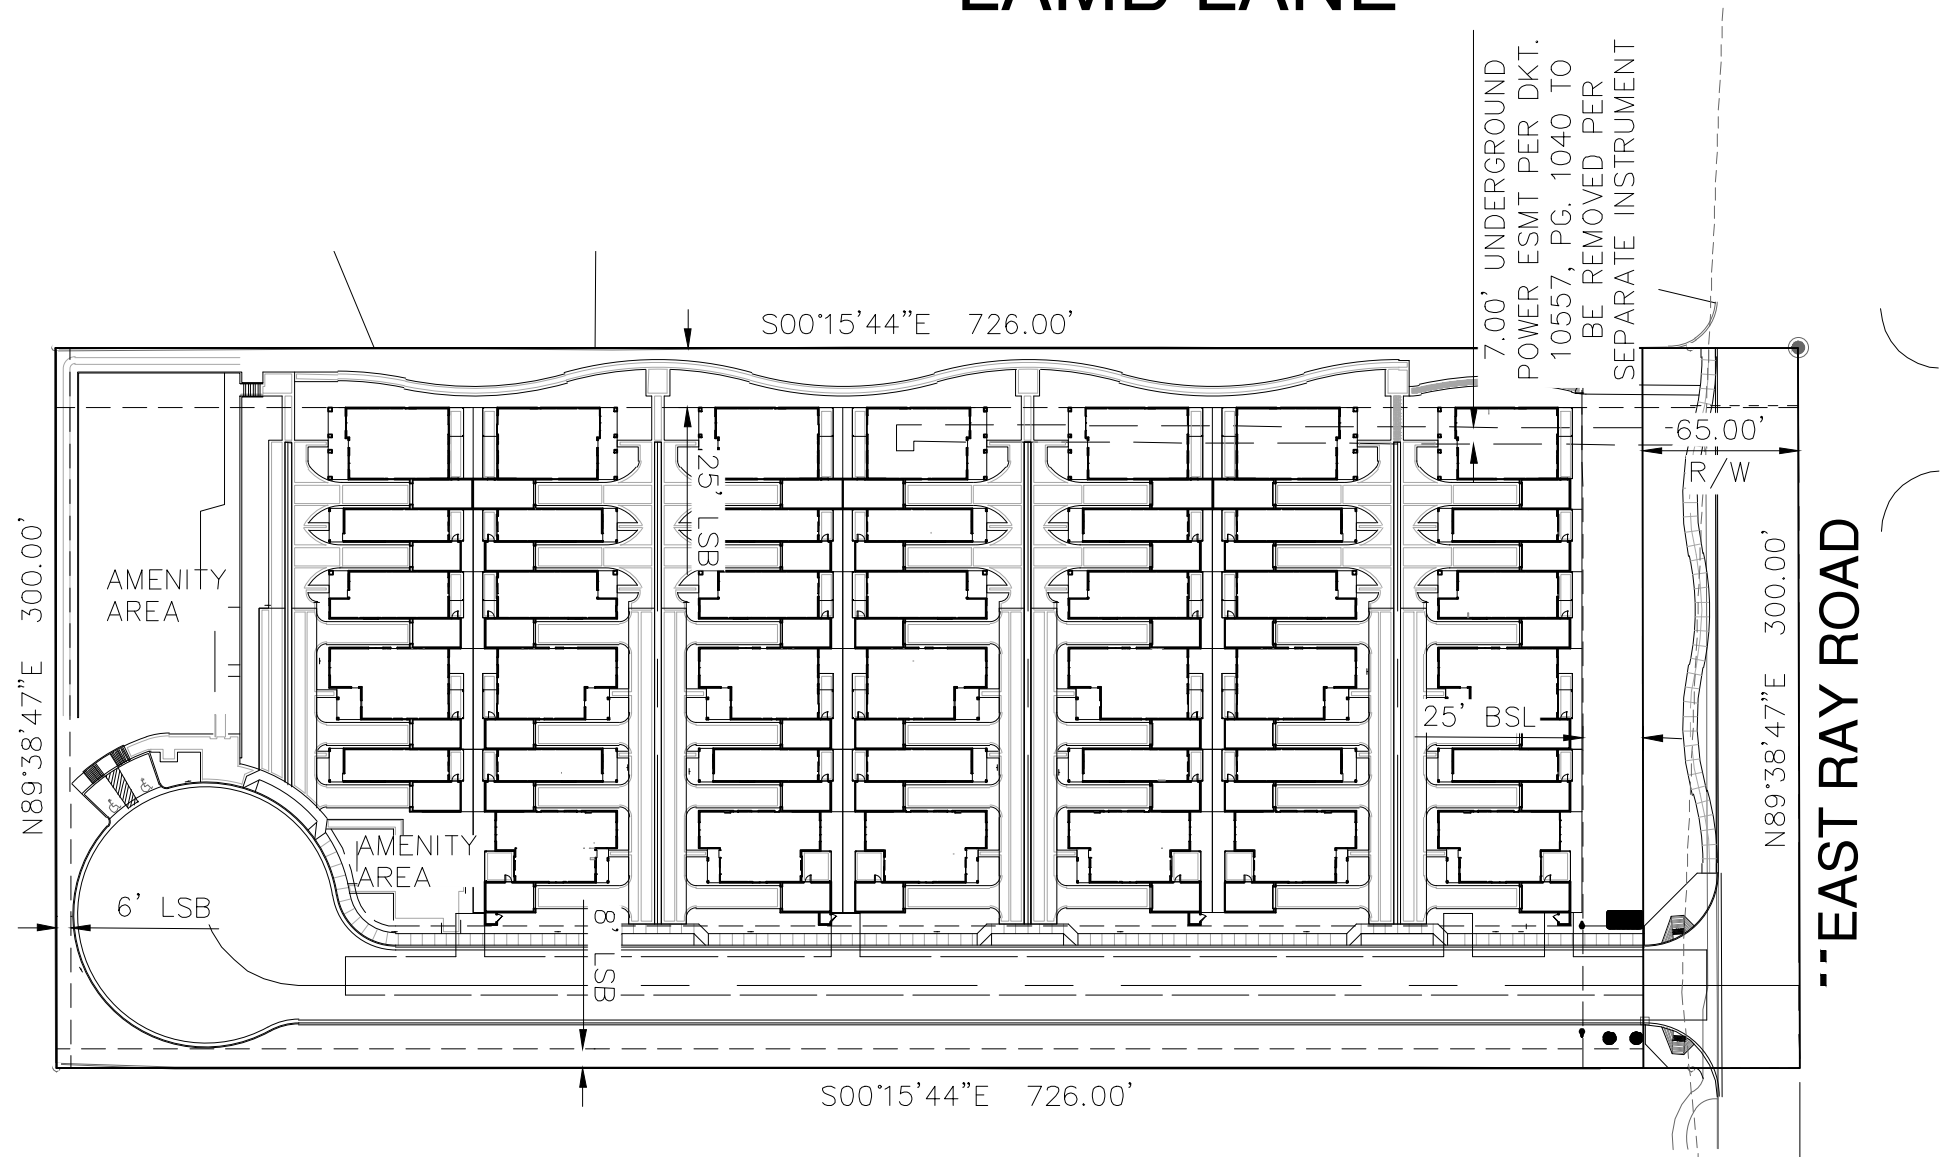 LAMB LANE
7.00' UNDERGROUND
POWER ESMT PER DKT.
10557, PG. 1040 TO
BE REMOVED PER
SEPARATE INSTRUMENT
S00°15'44"E 726.00'
65.00'
R/W
25' LSB
AMENITY
AREA
N89°38'47"E 300.00'
N89°38'47"E 300.00'
EAST RAY ROAD
25' BSL
AMENITY
AREA
6' LSB
8' LSB
S00°15'44"E 726.00'